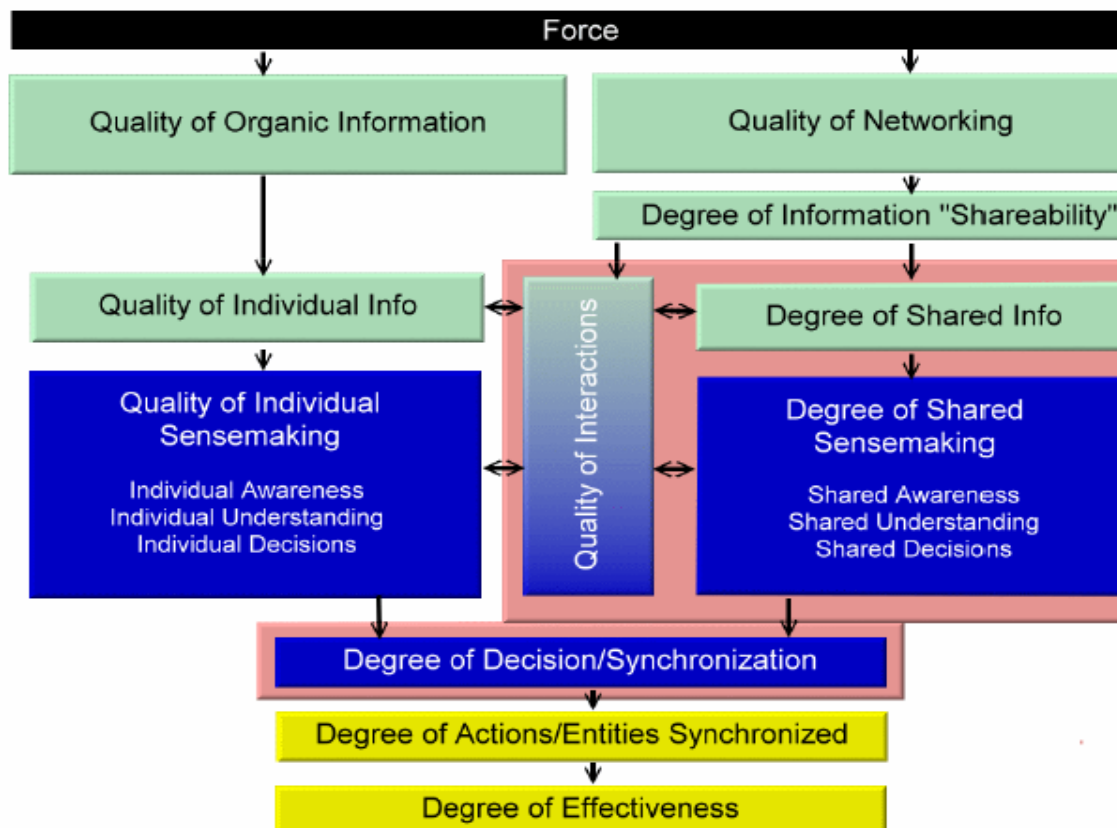 Force
Quality of Organic Information
Quality of Networking
Degree of Information "Shareability"
Quality of Individual Info
Quality of Interactions
Degree of Shared Info
Quality of Individual
Sensemaking
Individual Awareness
Individual Understanding
Individual Decisions
Degree of Shared
Sensemaking
Shared Awareness
Shared Understanding
Shared Decisions
Degree of Decision/Synchronization
Degree of Actions/Entities Synchronized
Degree of Effectiveness